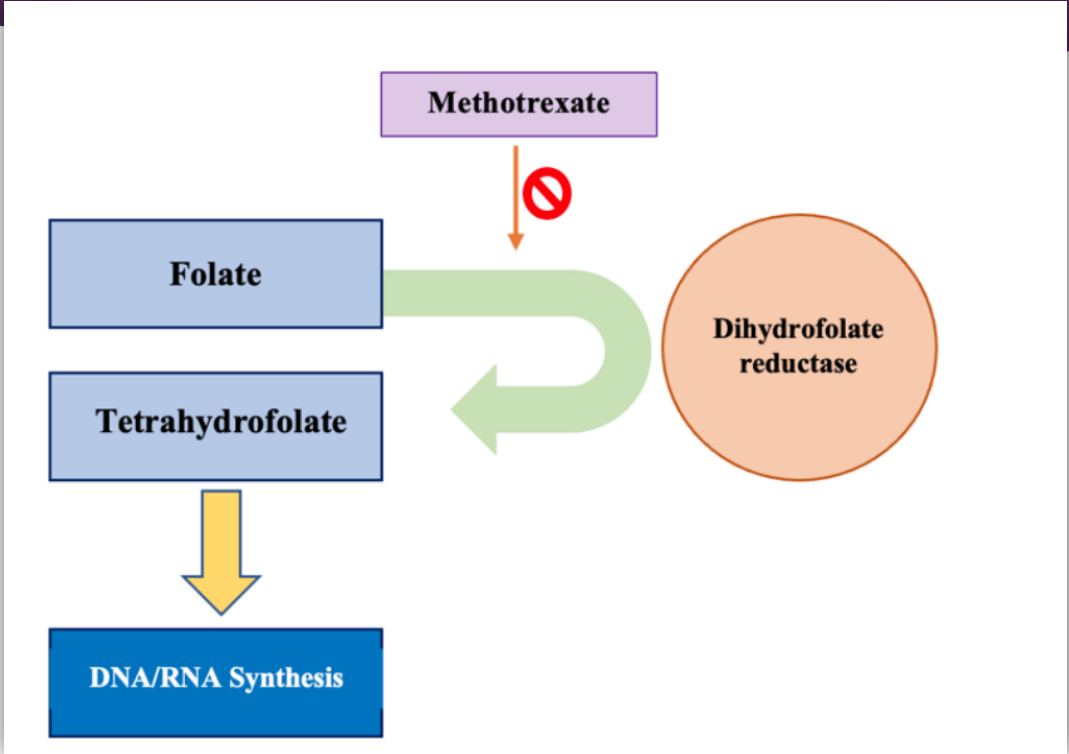 Methotrexate
Folate
Dihydrofolate
reductase
Tetrahydrofolate
DNA/RNA Synthesis